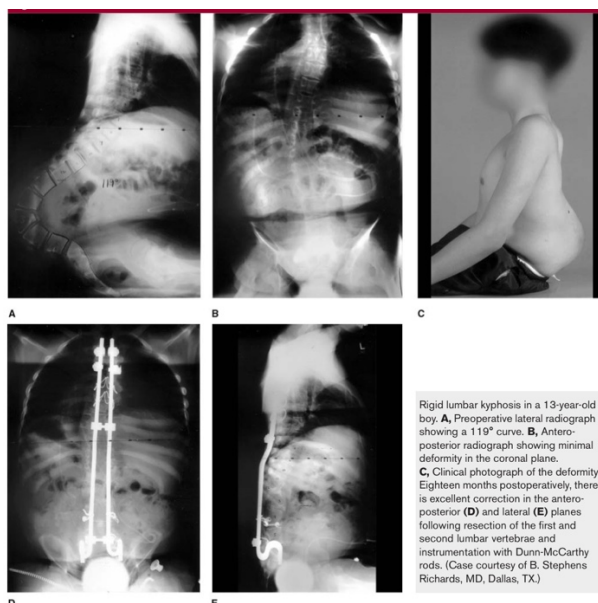 A
B
C
L
D
E
Rigid lumbar kyphosis in a 13-year-old
boy. A, Preoperative lateral radiograph
showing a 119° curve. B, Antero-
posterior radiograph showing minimal
deformity in the coronal plane.
C, Clinical photograph of the deformity
Eighteen months postoperatively, there
is excellent correction in the antero-
posterior (D) and lateral (E) planes
following resection of the first and
second lumbar vertebrae and
instrumentation with Dunn-McCarthy
rods. (Case courtesy of B. Stephens
Richards, MD, Dallas, TX.)